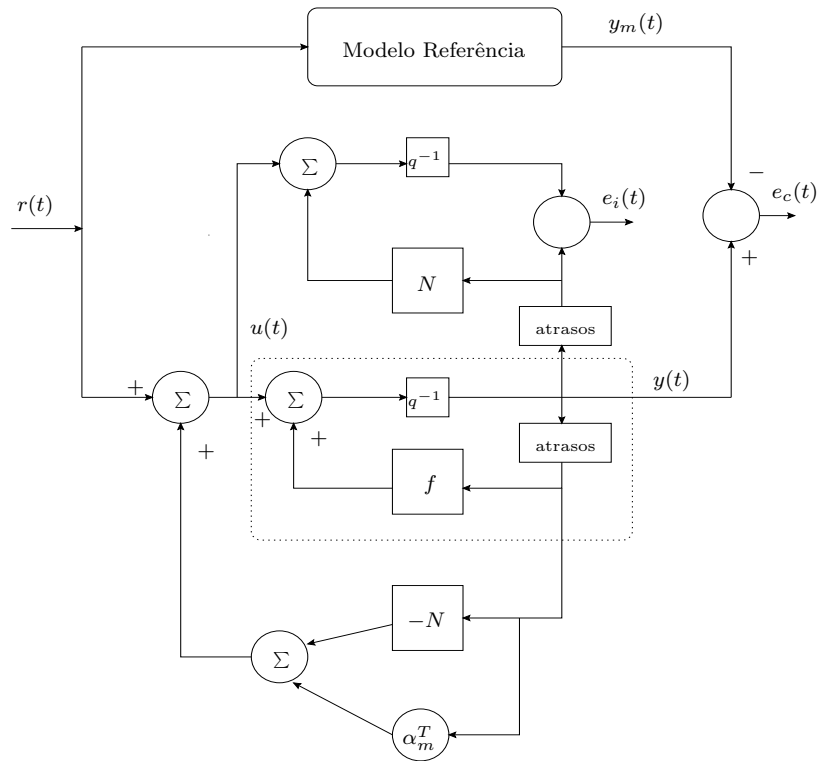 y_m(t)
Modelo Referência
−
Σ
q⁻¹
e_i(t)
e_c(t)
r(t)
+
N
atrasos
u(t)
y(t)
+
Σ
+
Σ
q⁻¹
+
+
atrasos
f
−N
Σ
α_m^T